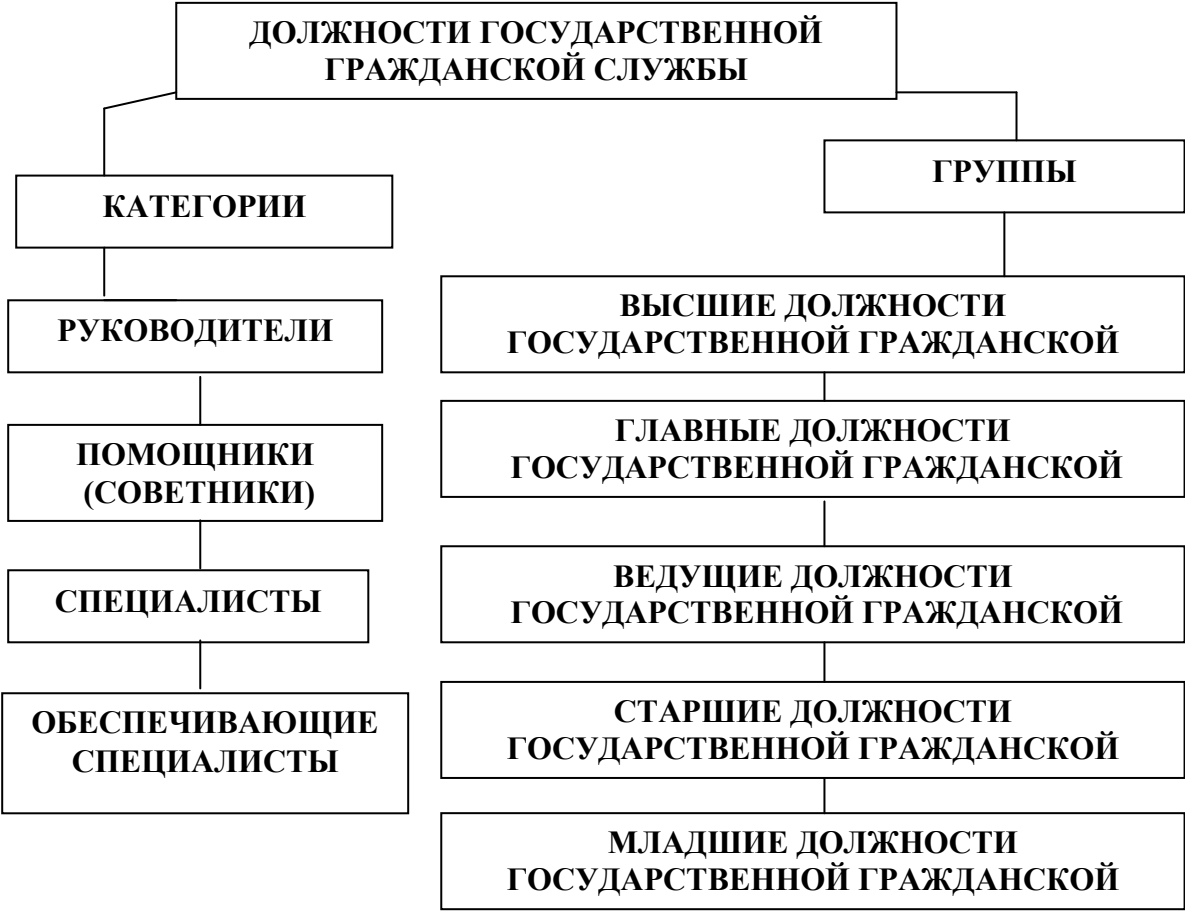 ДОЛЖНОСТИ ГОСУДАРСТВЕННОЙ
ГРАЖДАНСКОЙ СЛУЖБЫ
КАТЕГОРИИ
РУКОВОДИТЕЛИ
ПОМОЩНИКИ
(СОВЕТНИКИ)
СПЕЦИАЛИСТЫ
ОБЕСПЕЧИВАЮЩИЕ
СПЕЦИАЛИСТЫ
ГРУППЫ
ВЫСШИЕ ДОЛЖНОСТИ
ГОСУДАРСТВЕННОЙ ГРАЖДАНСКОЙ
ГЛАВНЫЕ ДОЛЖНОСТИ
ГОСУДАРСТВЕННОЙ ГРАЖДАНСКОЙ
ВЕДУЩИЕ ДОЛЖНОСТИ
ГОСУДАРСТВЕННОЙ ГРАЖДАНСКОЙ
СТАРШИЕ ДОЛЖНОСТИ
ГОСУДАРСТВЕННОЙ ГРАЖДАНСКОЙ
МЛАДШИЕ ДОЛЖНОСТИ
ГОСУДАРСТВЕННОЙ ГРАЖДАНСКОЙ